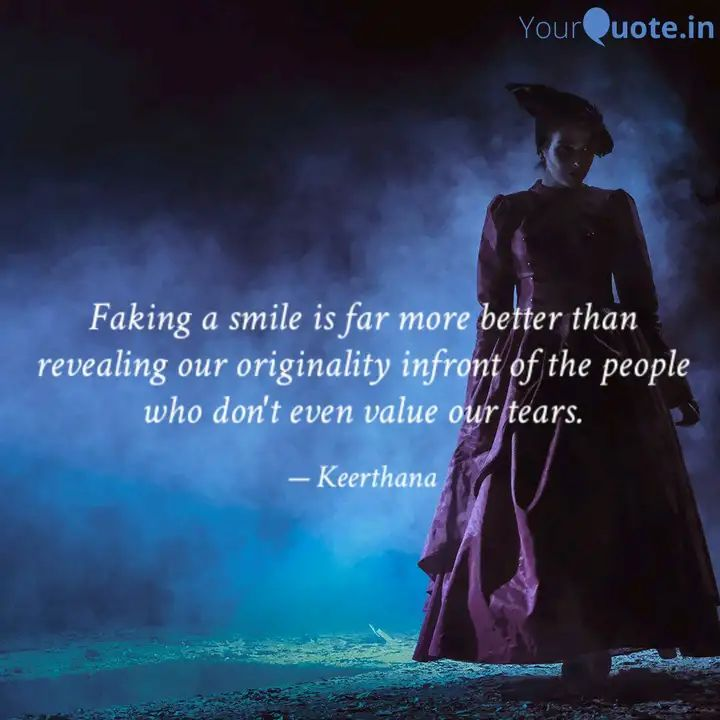 YourQuote.in
Faking a smile is far more better than
revealing our originality infront of the people
who don't even value our tears.
— Keerthana